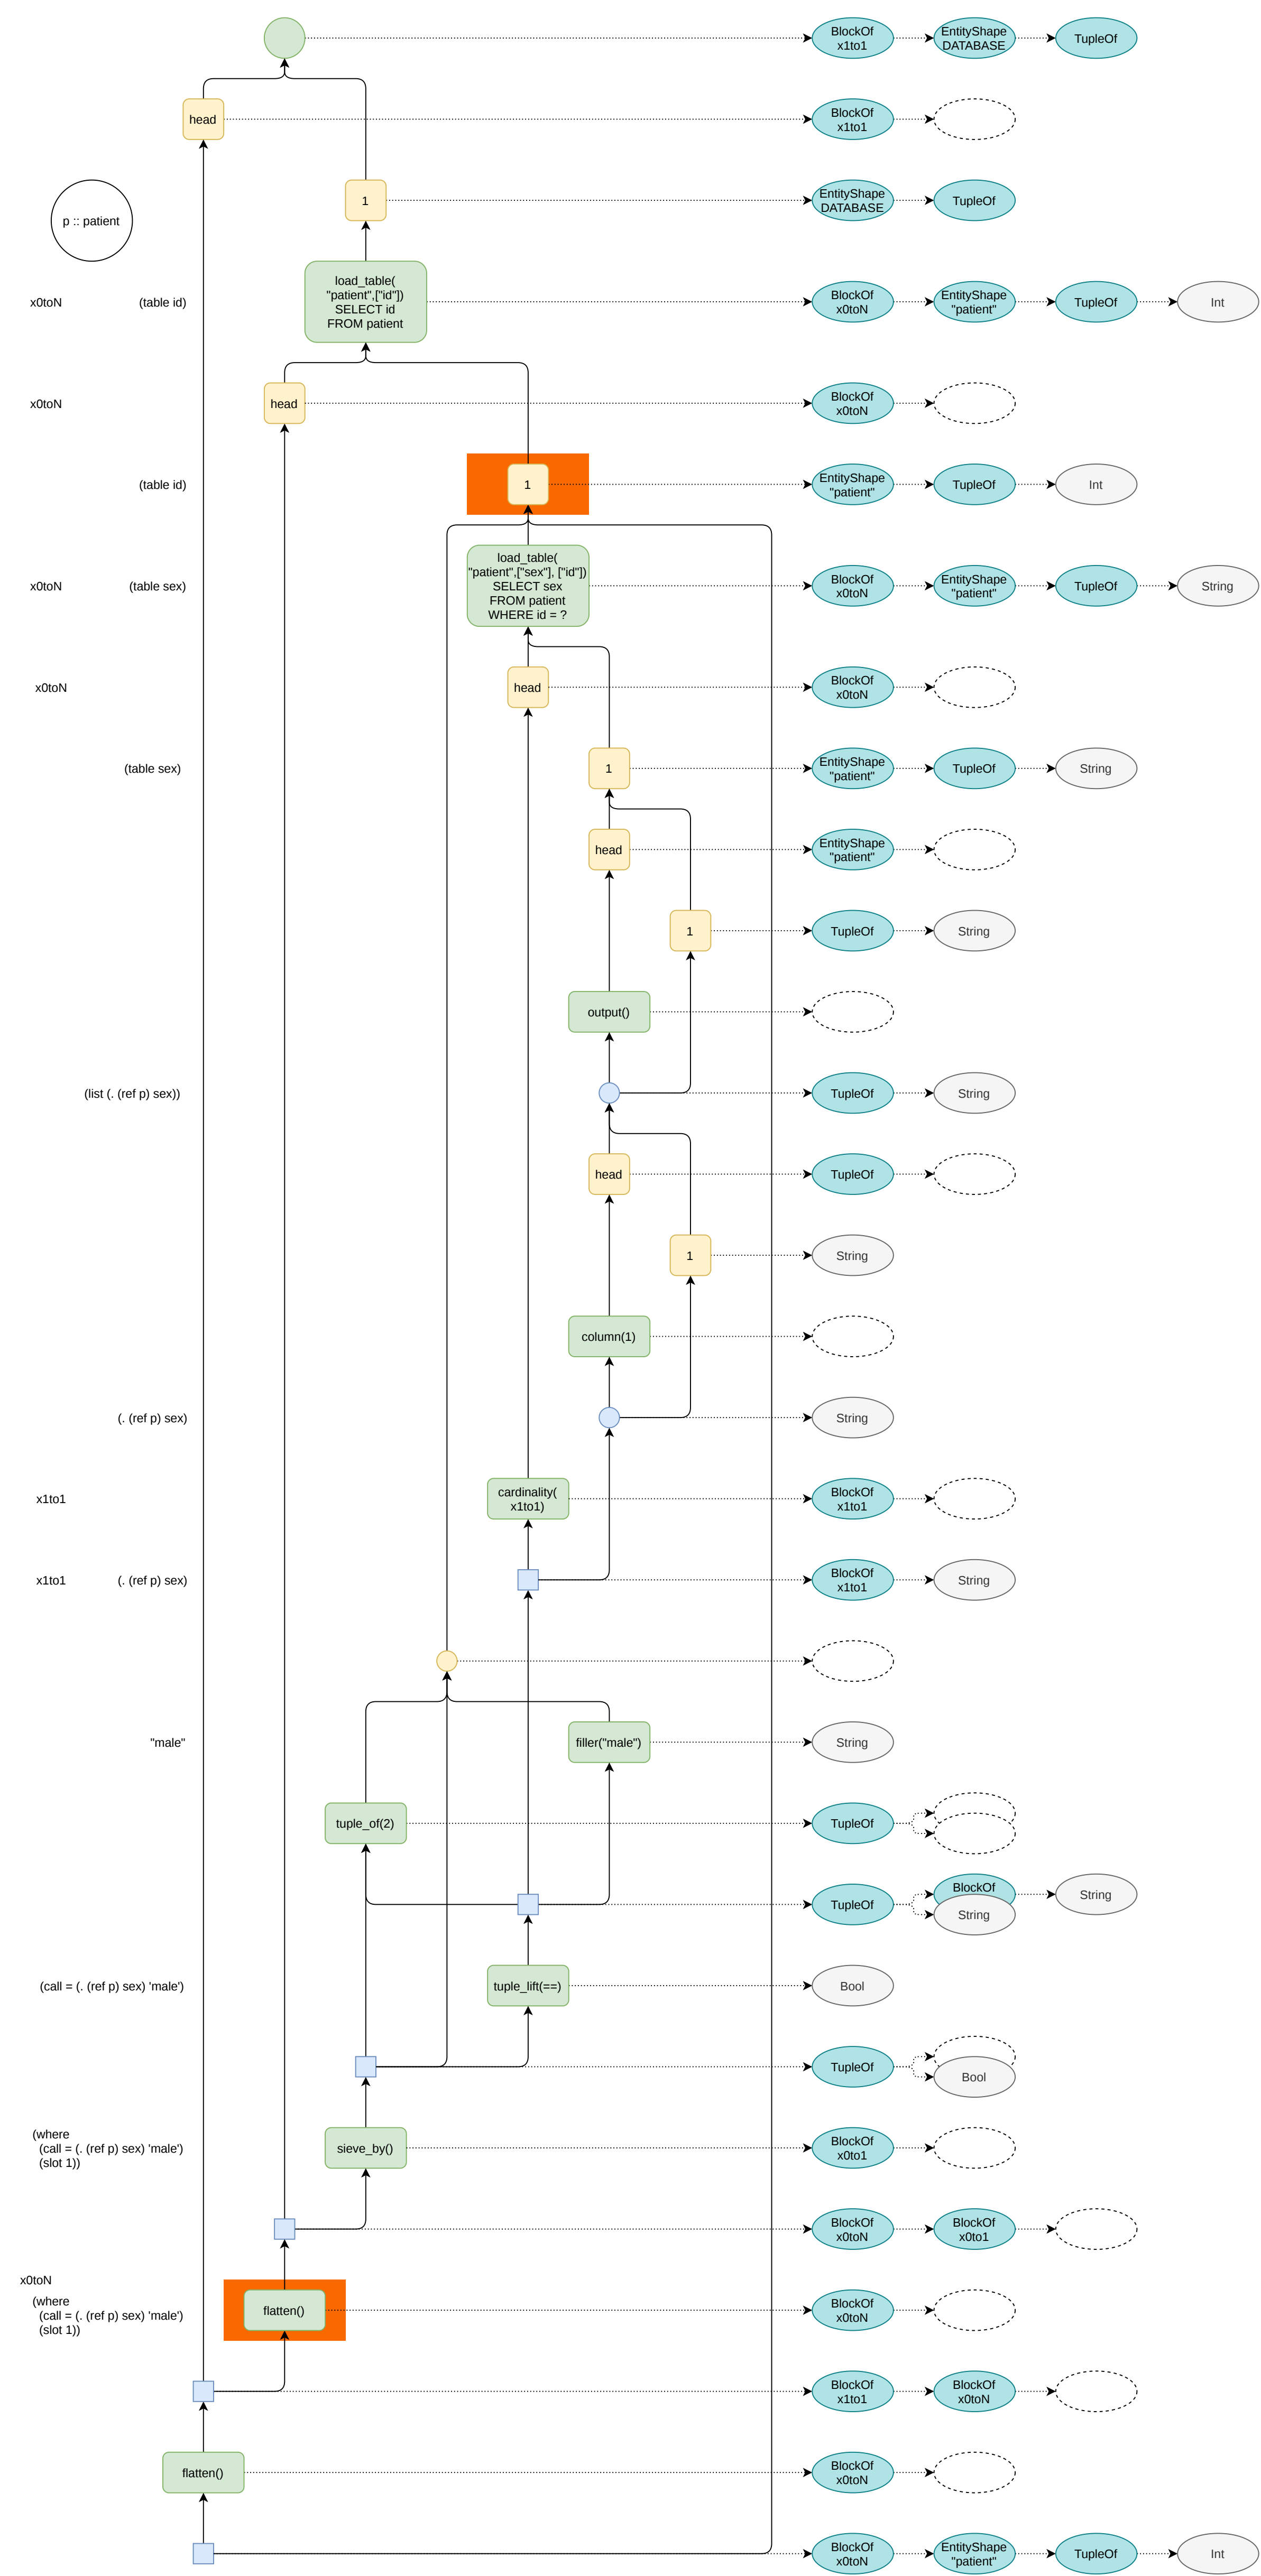 BlockOf
x1to1
EntityShape
DATABASE
TupleOf
head
BlockOf
x1to1
p :: patient
1
EntityShape
DATABASE
TupleOf
x0toN
(table id)
load_table(
"patient",["id"])
SELECT id
FROM patient
BlockOf
x0toN
EntityShape
"patient"
TupleOf
Int
x0toN
head
BlockOf
x0toN
(table id)
1
EntityShape
"patient"
TupleOf
Int
x0toN
(table sex)
load_table(
"patient",["sex"], ["id"])
SELECT sex
FROM patient
WHERE id = ?
BlockOf
x0toN
EntityShape
"patient"
TupleOf
String
x0toN
head
BlockOf
x0toN
(table sex)
1
EntityShape
"patient"
TupleOf
String
head
EntityShape
"patient"
1
TupleOf
String
output()
(list (. (ref p) sex))
TupleOf
String
head
TupleOf
1
String
column(1)
(. (ref p) sex)
String
x1to1
cardinality(
x1to1)
BlockOf
x1to1
x1to1
(. (ref p) sex)
BlockOf
x1to1
String
"male"
filler("male")
String
tuple_of(2)
TupleOf
TupleOf
BlockOf
String
String
(call = (. (ref p) sex) 'male')
tuple_lift(==)
Bool
TupleOf
Bool
(where
(call = (. (ref p) sex) 'male')
(slot 1))
sieve_by()
BlockOf
x0to1
BlockOf
x0toN
BlockOf
x0to1
x0toN
(where
(call = (. (ref p) sex) 'male')
(slot 1))
flatten()
BlockOf
x0toN
BlockOf
x1to1
BlockOf
x0toN
flatten()
BlockOf
x0toN
BlockOf
x0toN
EntityShape
"patient"
TupleOf
Int